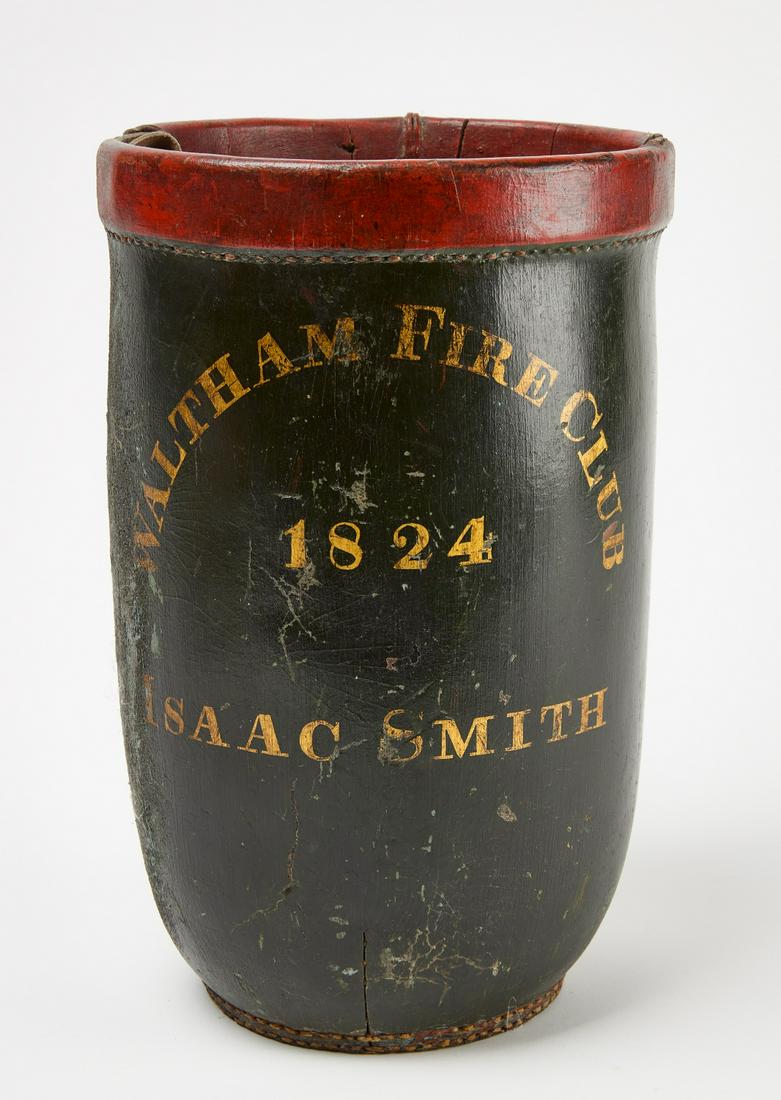 WALTHAM FIRE CLUB
1824
ISAAC SMITH